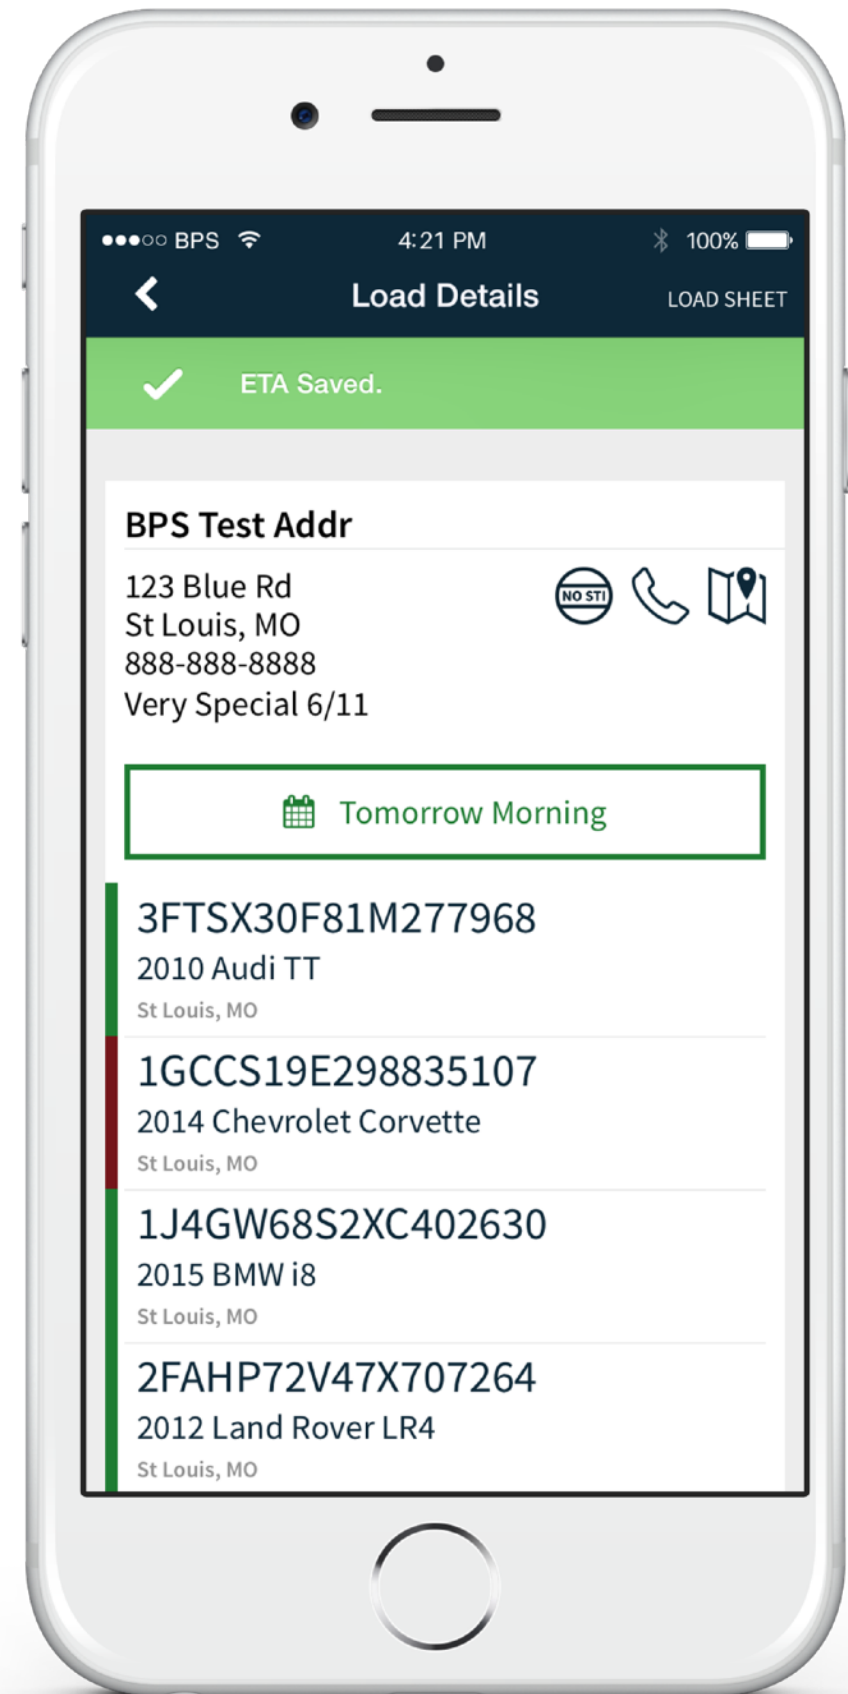 BPS 4:21 PM 100%
Load Details LOAD SHEET
ETA Saved.
BPS Test Addr
123 Blue Rd
NO STI
St Louis, MO
888-888-8888
Very Special 6/11
Tomorrow Morning
3FTSX30F81M277968
2010 Audi TT
St Louis, MO
1GCCS19E298835107
2014 Chevrolet Corvette
St Louis, MO
1J4GW68S2XC402630
2015 BMW i8
St Louis, MO
2FAHP72V47X707264
2012 Land Rover LR4
St Louis, MO